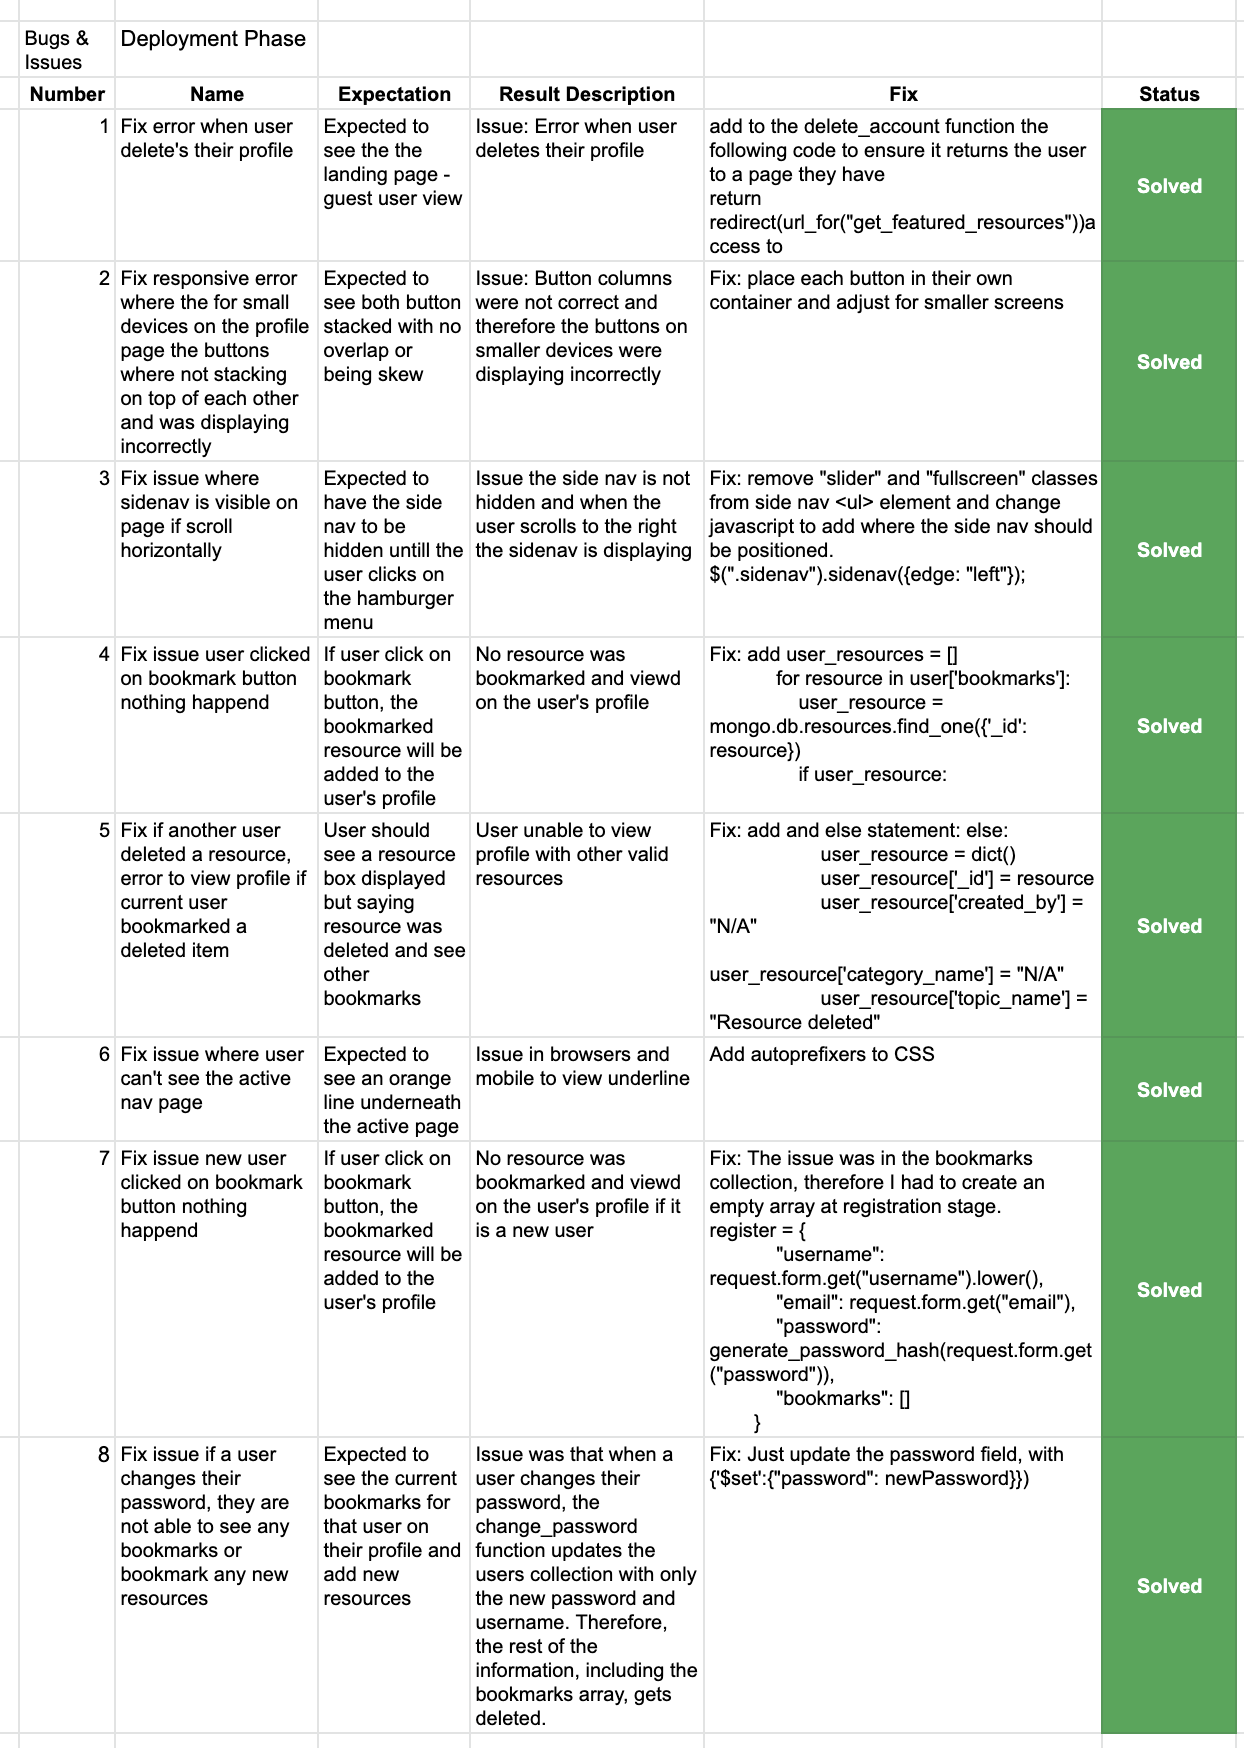 Bugs &
Issues
Deployment Phase
Number
Name
Expectation
Result Description
Fix
Status
1
Fix error when user
delete's their profile
Expected to
see the the
landing page -
guest user view
Issue: Error when user
deletes their profile
add to the delete_account function the
following code to ensure it returns the user
to a page they have
return
redirect(url_for("get_featured_resources"))a
ccess to
Solved
2
Fix responsive error
where the for small
devices on the profile
page the buttons
where not stacking
on top of each other
and was displaying
incorrectly
Expected to
see both button
stacked with no
overlap or
being skew
Issue: Button columns
were not correct and
therefore the buttons on
smaller devices were
displaying incorrectly
Fix: place each button in their own
container and adjust for smaller screens
Solved
3
Fix issue where
sidenav is visible on
page if scroll
horizontally
Expected to
have the side
nav to be
hidden untill the
user clicks on
the hamburger
menu
Issue the side nav is not
hidden and when the
user scrolls to the right
the sidenav is displaying
Fix: remove "slider" and "fullscreen" classes
from side nav <ul> element and change
javascript to add where the side nav should
be positioned.
$(".sidenav").sidenav({edge: "left"});
Solved
4
Fix issue user clicked
on bookmark button
nothing happend
If user click on
bookmark
button, the
bookmarked
resource will be
added to the
user's profile
No resource was
bookmarked and viewd
on the user's profile
Fix: add user_resources = []
for resource in user['bookmarks']:
user_resource =
mongo.db.resources.find_one({'_id':
resource})
if user_resource:
Solved
5
Fix if another user
deleted a resource,
error to view profile if
current user
bookmarked a
deleted item
User should
see a resource
box displayed
but saying
resource was
deleted and see
other
bookmarks
User unable to view
profile with other valid
resources
Fix: add and else statement: else:
user_resource = dict()
user_resource['_id'] = resource
user_resource['created_by'] =
"N/A"
user_resource['category_name'] = "N/A"
user_resource['topic_name'] =
"Resource deleted"
Solved
6
Fix issue where user
can't see the active
nav page
Expected to
see an orange
line underneath
the active page
Issue in browsers and
mobile to view underline
Add autoprefixers to CSS
Solved
7
Fix issue new user
clicked on bookmark
button nothing
happend
If user click on
bookmark
button, the
bookmarked
resource will be
added to the
user's profile
No resource was
bookmarked and viewd
on the user's profile if it
is a new user
Fix: The issue was in the bookmarks
collection, therefore I had to create an
empty array at registration stage.
register = {
"username":
request.form.get("username").lower(),
"email": request.form.get("email"),
"password":
generate_password_hash(request.form.get
("password")),
"bookmarks": []
}
Solved
8
Fix issue if a user
changes their
password, they are
not able to see any
bookmarks or
bookmark any new
resources
Expected to
see the current
bookmarks for
that user on
their profile and
add new
resources
Issue was that when a
user changes their
password, the
change_password
function updates the
users collection with only
the new password and
username. Therefore,
the rest of the
information, including the
bookmarks array, gets
deleted.
Fix: Just update the password field, with
{'$set':{"password": newPassword}})
Solved